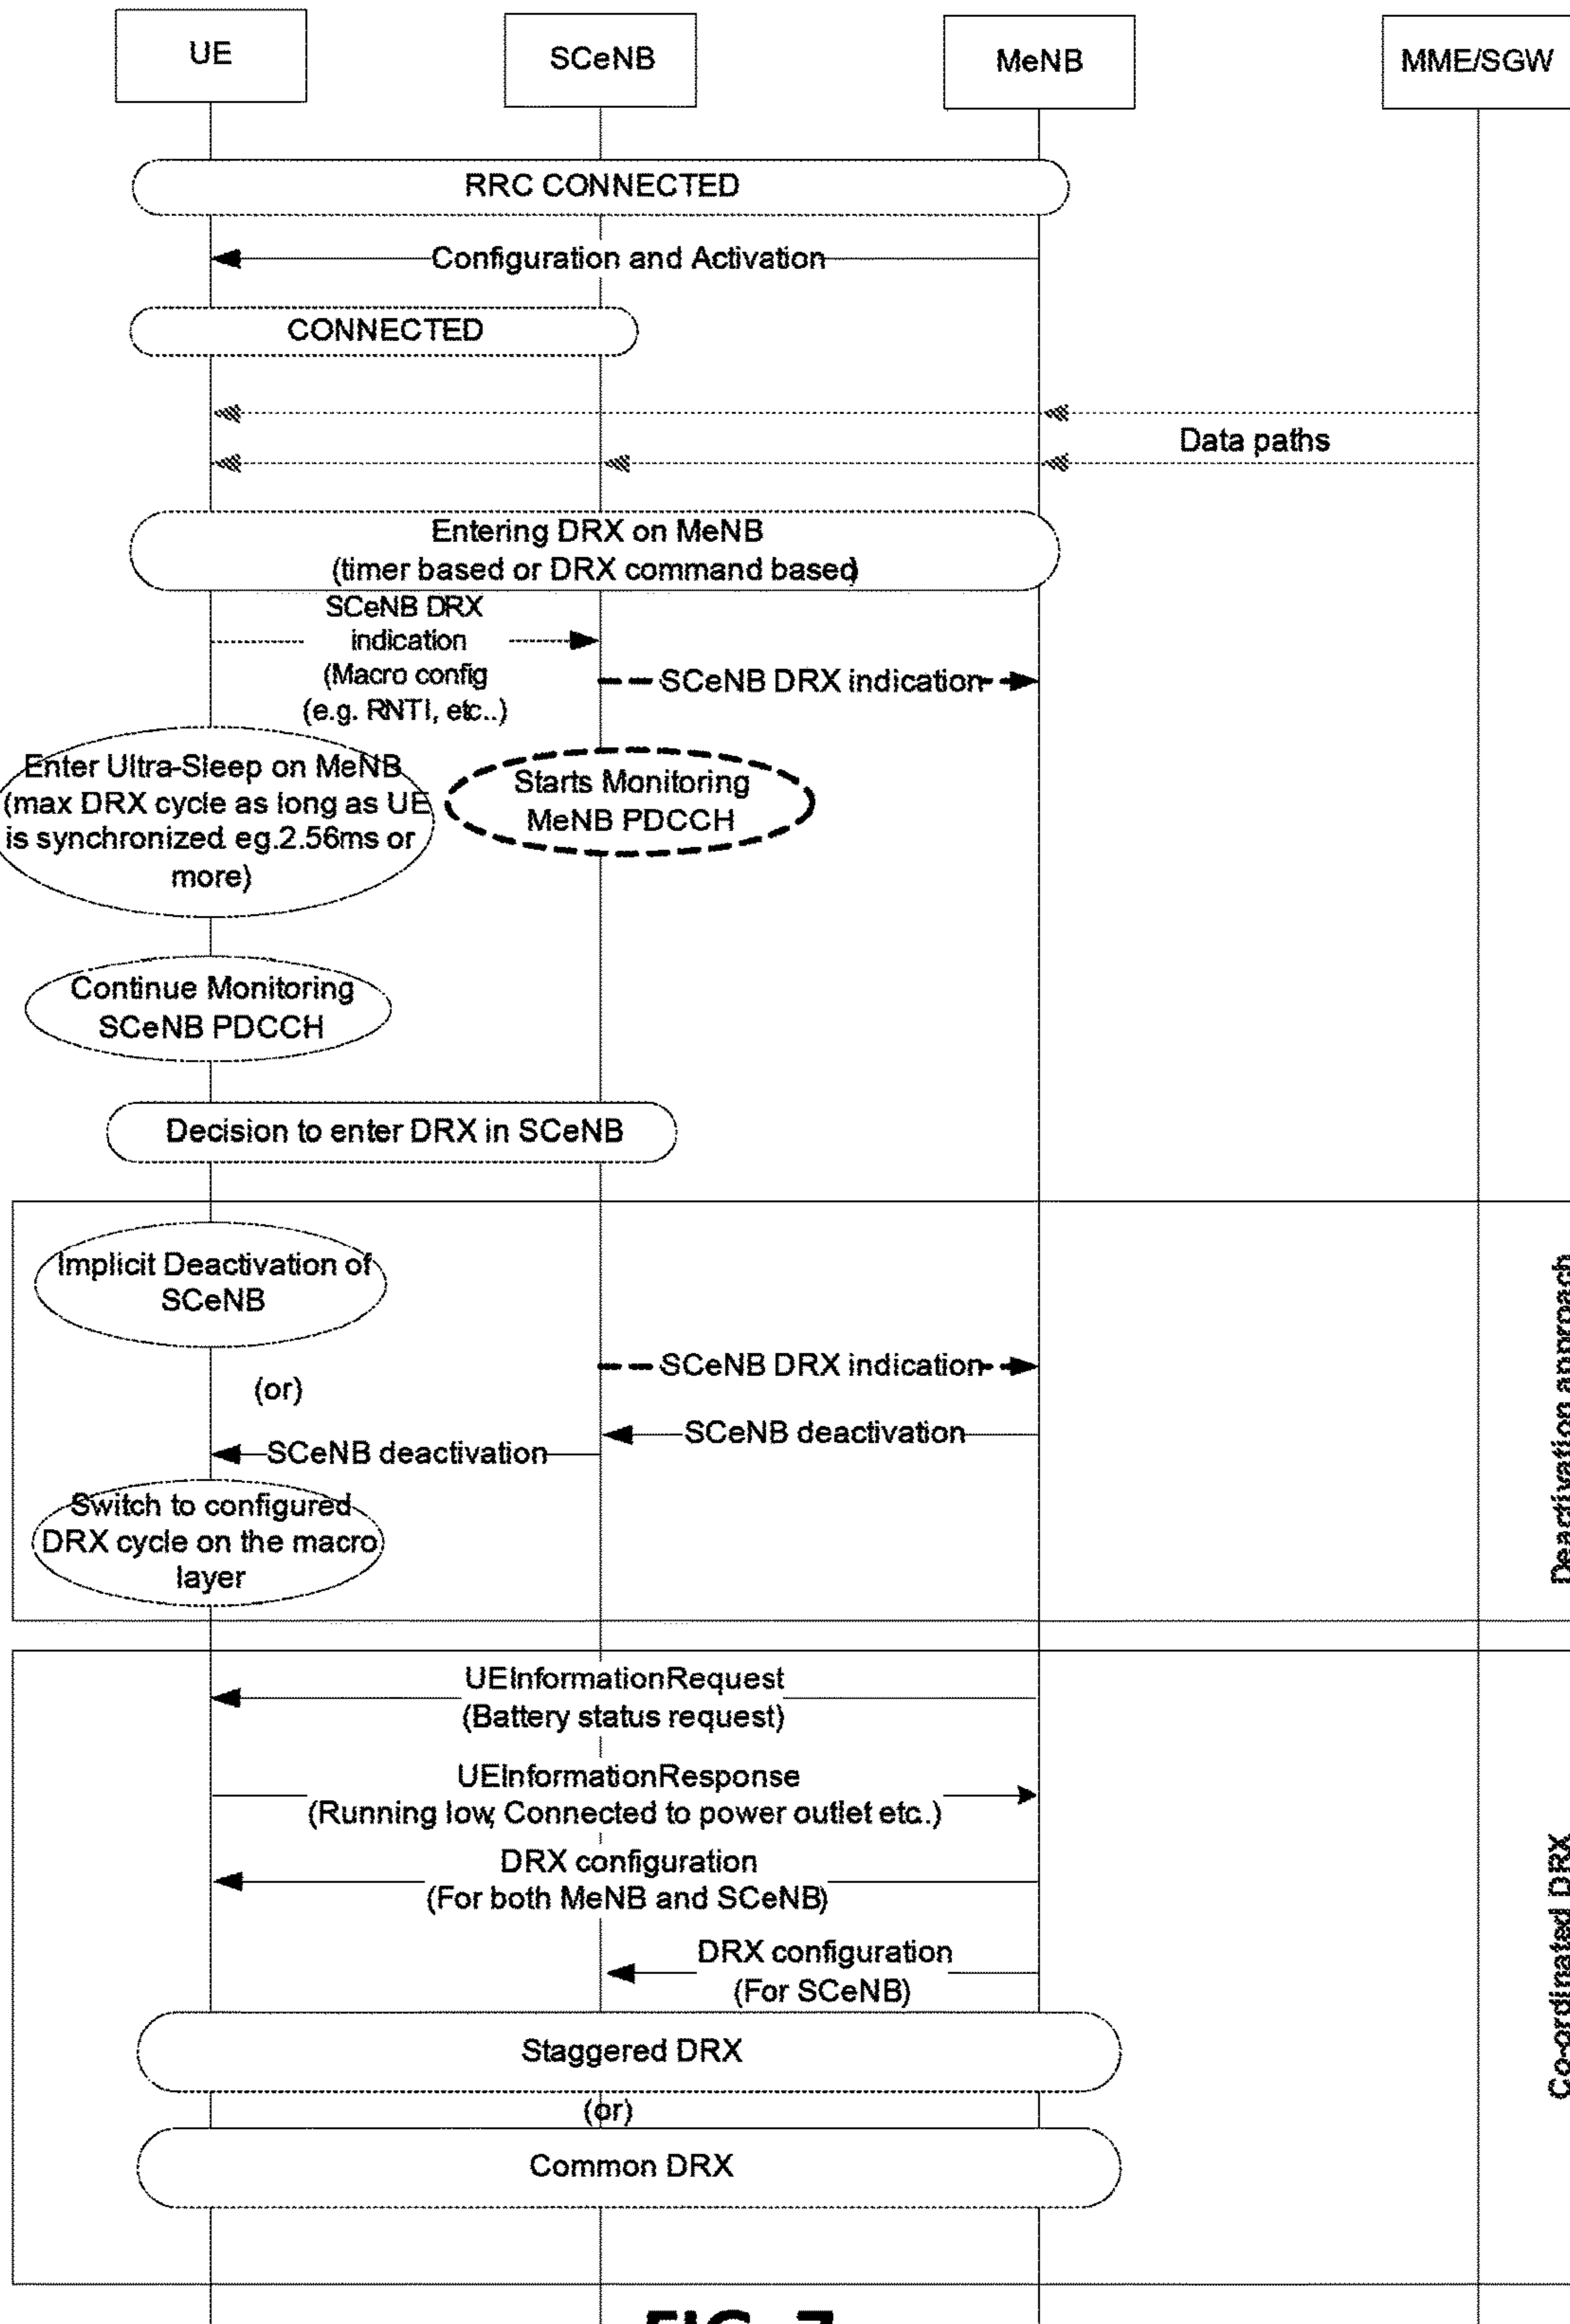 UE
SCeNB
MeNB
MME/SGW
RRC CONNECTED
Configuration and Activation
CONNECTED
Data paths
Entering DRX on MeNB
(timer based or DRX command based)
SCeNB DRX
indication
(Macro config
(e.g. RNTI, etc..)
SCeNB DRX indication
Enter Ultra-Sleep on MeNB
(max DRX cycle as long as UE
is synchronized. eg.2.56ms or
more)
Starts Monitoring
MeNB PDCCH
Continue Monitoring
SCeNB PDCCH
Decision to enter DRX in SCeNB
Implicit Deactivation of
SCeNB
SCeNB DRX indication
(or)
SCeNB deactivation
SCeNB deactivation
Switch to configured
DRX cycle on the macro
layer
Deactivation approach
UEInformationRequest
(Battery status request)
UEInformationResponse
(Running low, Connected to power outlet etc..)
DRX configuration
(For both MeNB and SCeNB)
DRX configuration
(For SCeNB)
Staggered DRX
(or)
Common DRX
Co-ordinated DRX
FIG. 7